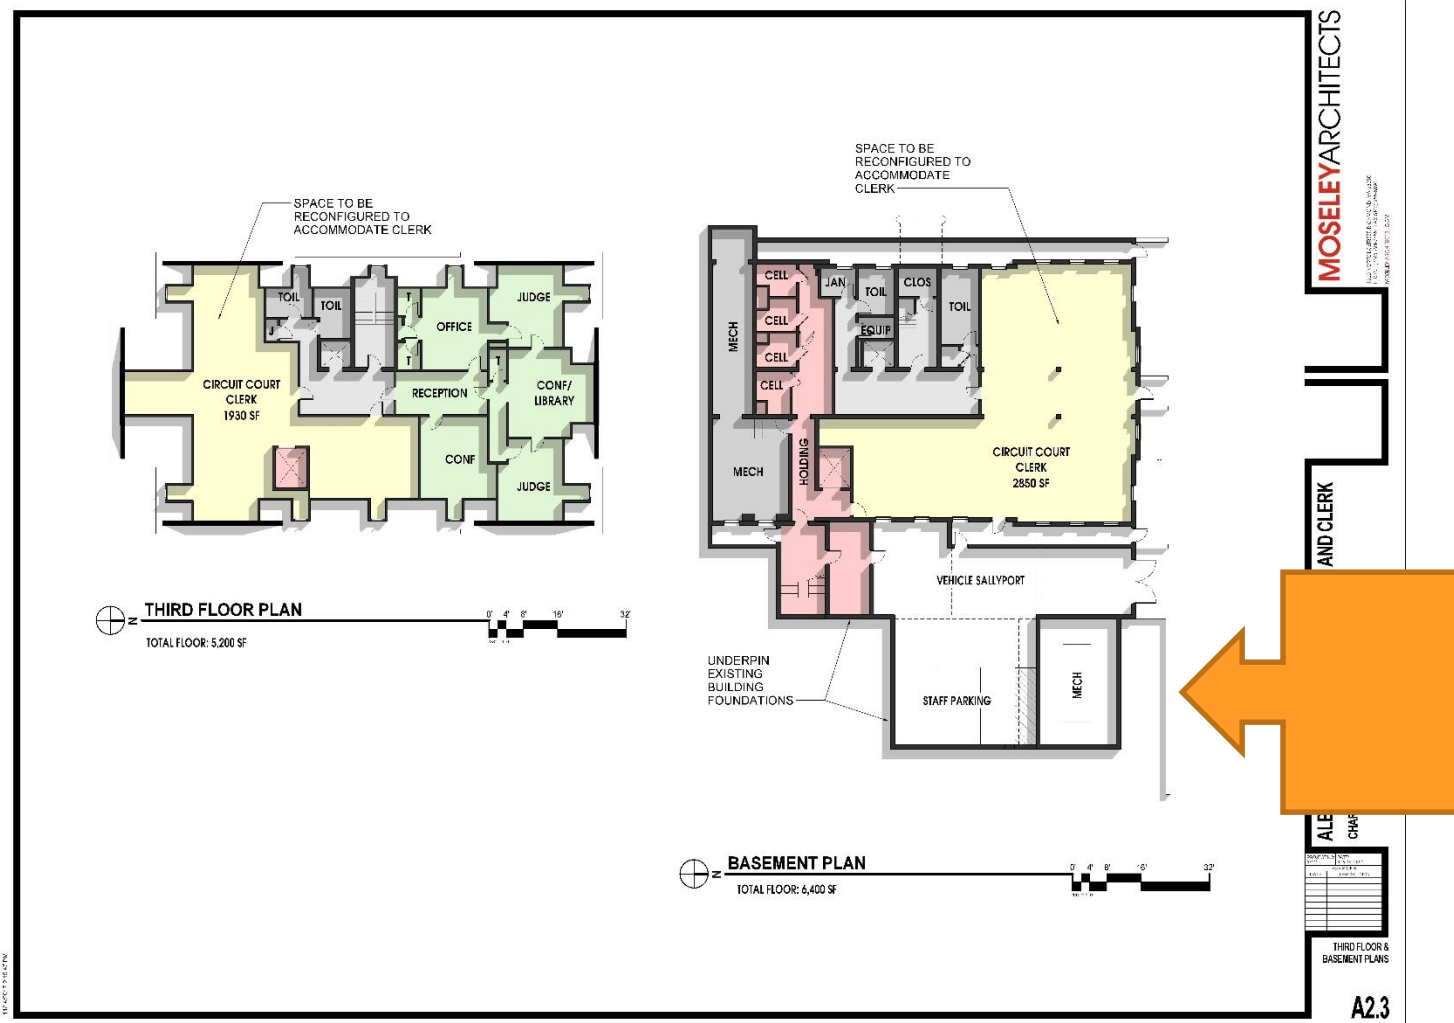 SPACE TO BE
RECONFIGURED TO
ACCOMMODATE CLERK
TOIL
TOIL
J
T
T
T
OFFICE
JUDGE
CIRCUIT COURT
CLERK
1930 SF
RECEPTION
CONF/
LIBRARY
CONF
JUDGE
N
THIRD FLOOR PLAN
TOTAL FLOOR: 5,200 SF
0' 4' 8' 16' 32'
SPACE TO BE
RECONFIGURED TO
ACCOMMODATE
CLERK
CELL
CELL
CELL
CELL
JAN
TOIL
CLOS
TOIL
EQUIP
MECH
MECH
HOLDING
CIRCUIT COURT
CLERK
2850 SF
VEHICLE SALLYPORT
UNDERPIN
EXISTING
BUILDING
FOUNDATIONS
STAFF PARKING
MECH
N
BASEMENT PLAN
TOTAL FLOOR: 6,400 SF
0' 4' 8' 16' 32'
MOSELEYARCHITECTS
AND CLERK
ALB
CHAR
THIRD FLOOR &
BASEMENT PLANS
A2.3